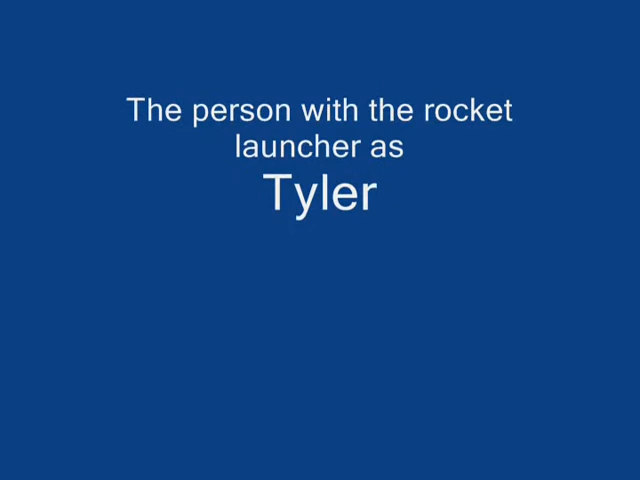 The person with the rocket
launcher as
Tyler